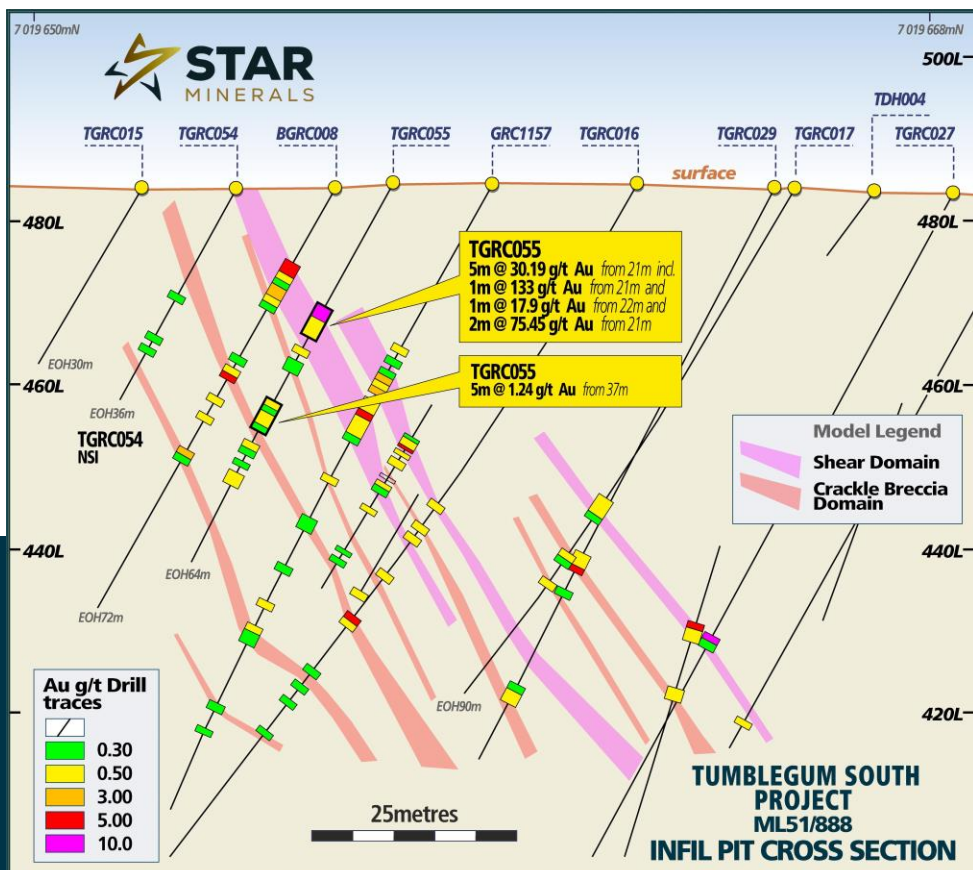 7 019 650mN
7 019 668mN
500L
STAR
MINERALS
TDH004
TGRC015
TGRC054
BGRC008
TGRC055
GRC1157
TGRC016
TGRC029
TGRC017
TGRC027
surface
480L
480L
TGRC055
5m @ 30.19 g/t Au from 21m incl.
1m @ 133 g/t Au from 21m and
1m @ 17.9 g/t Au from 22m and
2m @ 75.45 g/t Au from 21m
EOH30m
460L
460L
TGRC055
5m @ 1.24 g/t Au from 37m
EOH36m
TGRC054
NSI
Model Legend
Shear Domain
Crackle Breccia
Domain
440L
440L
EOH64m
EOH72m
Au g/t Drill
traces
0.30
0.50
3.00
5.00
10.0
EOH90m
420L
25metres
TUMBLEGUM SOUTH
PROJECT
ML51/888
INFIL PIT CROSS SECTION